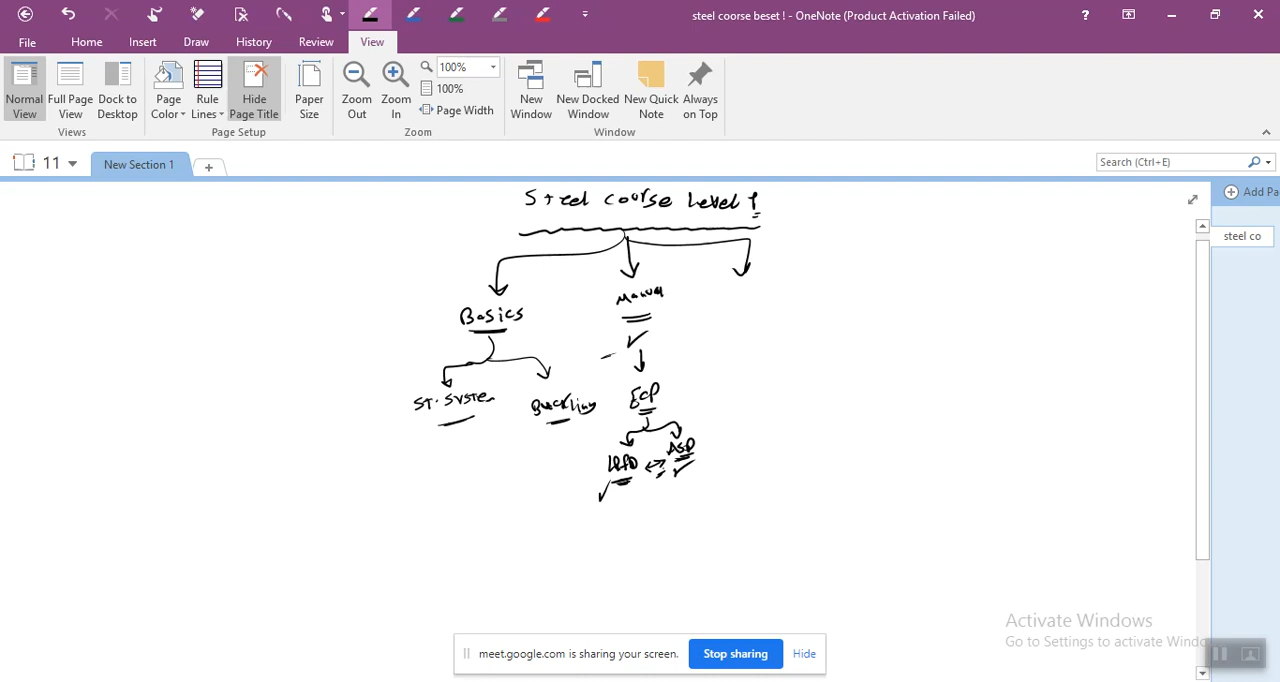 steel coorse beset ! - OneNote (Product Activation Failed)
?
File
Home
Insert
Draw
History
Review
View
Normal View
Full Page View
Dock to Desktop
Page Color
Rule Lines
Hide Page Title
Paper Size
Zoom Out
Zoom In
100%
100%
Page Width
New Window
New Docked Window
New Quick Note
Always on Top
Views
Page Setup
Zoom
Window
11
New Section 1
+
Search (Ctrl+E)
Add Pa
steel co
Steel coorse Level 1
Basics
Manual
ST. System
Buckling
ECP
LRFD
ASD
Activate Windows
Go to Settings to activate Windo
meet.google.com is sharing your screen.
Stop sharing
Hide